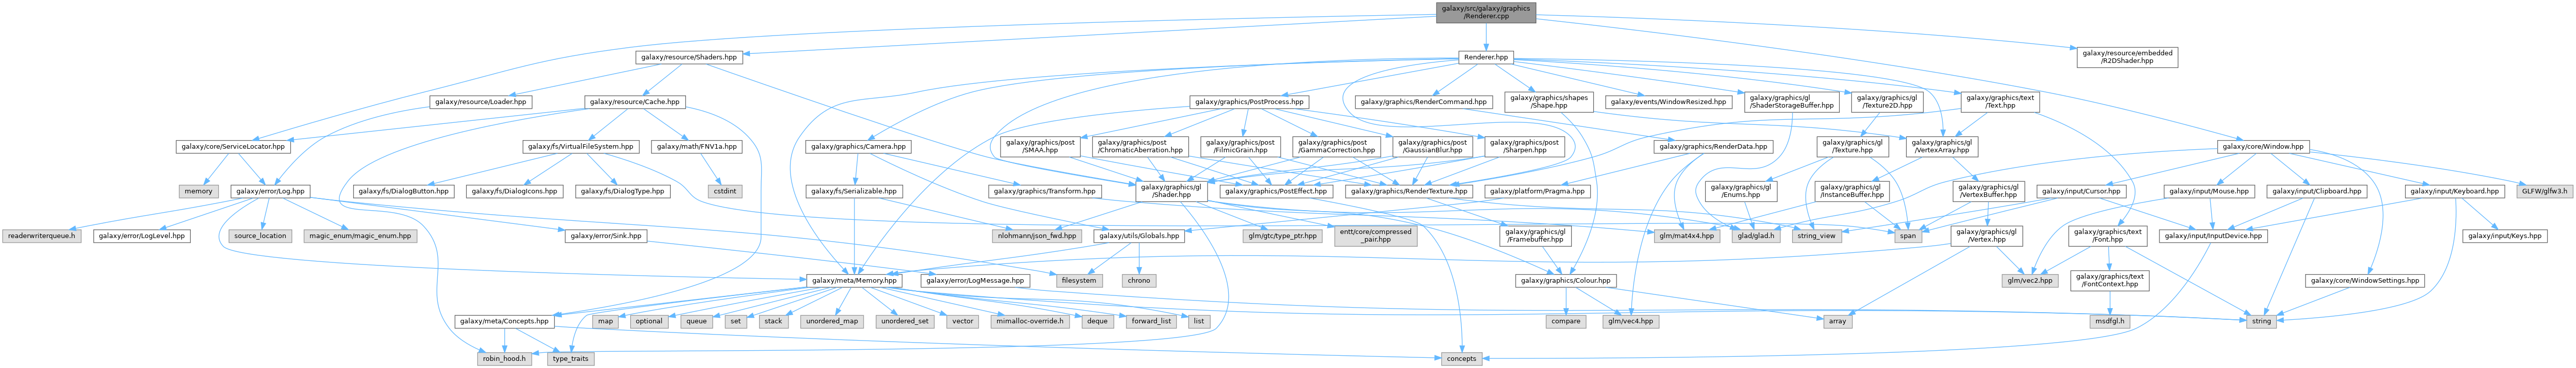 galaxy/src/galaxy/graphics
/Renderer.cpp
galaxy/resource/Shaders.hpp
Renderer.hpp
galaxy/resource/embedded
/R2DShader.hpp
galaxy/resource/Loader.hpp
galaxy/resource/Cache.hpp
galaxy/graphics/PostProcess.hpp
galaxy/graphics/RenderCommand.hpp
galaxy/graphics/shapes
/Shape.hpp
galaxy/events/WindowResized.hpp
galaxy/graphics/gl
/ShaderStorageBuffer.hpp
galaxy/graphics/gl
/Texture2D.hpp
galaxy/graphics/text
/Text.hpp
galaxy/core/ServiceLocator.hpp
galaxy/fs/VirtualFileSystem.hpp
galaxy/math/FNV1a.hpp
galaxy/graphics/Camera.hpp
galaxy/graphics/post
/SMAA.hpp
galaxy/graphics/post
/ChromaticAberration.hpp
galaxy/graphics/post
/FilmicGrain.hpp
galaxy/graphics/post
/GammaCorrection.hpp
galaxy/graphics/post
/GaussianBlur.hpp
galaxy/graphics/post
/Sharpen.hpp
galaxy/graphics/RenderData.hpp
galaxy/graphics/gl
/Texture.hpp
galaxy/graphics/gl
/VertexArray.hpp
galaxy/core/Window.hpp
memory
galaxy/error/Log.hpp
galaxy/fs/DialogButton.hpp
galaxy/fs/DialogIcons.hpp
galaxy/fs/DialogType.hpp
cstdint
galaxy/fs/Serializable.hpp
galaxy/graphics/Transform.hpp
galaxy/graphics/gl
/Shader.hpp
galaxy/graphics/PostEffect.hpp
galaxy/graphics/RenderTexture.hpp
galaxy/platform/Pragma.hpp
galaxy/graphics/gl
/Enums.hpp
galaxy/graphics/gl
/InstanceBuffer.hpp
galaxy/graphics/gl
/VertexBuffer.hpp
galaxy/input/Cursor.hpp
galaxy/input/Mouse.hpp
galaxy/input/Clipboard.hpp
galaxy/input/Keyboard.hpp
GLFW/glfw3.h
readerwriterqueue.h
galaxy/error/LogLevel.hpp
source_location
magic_enum/magic_enum.hpp
galaxy/error/Sink.hpp
nlohmann/json_fwd.hpp
galaxy/utils/Globals.hpp
glm/gtc/type_ptr.hpp
entt/core/compressed
_pair.hpp
galaxy/graphics/gl
/Framebuffer.hpp
glm/mat4x4.hpp
glad/glad.h
string_view
span
galaxy/graphics/gl
/Vertex.hpp
galaxy/graphics/text
/Font.hpp
galaxy/input/InputDevice.hpp
galaxy/input/Keys.hpp
galaxy/meta/Memory.hpp
galaxy/error/LogMessage.hpp
filesystem
chrono
galaxy/graphics/Colour.hpp
glm/vec2.hpp
galaxy/graphics/text
/FontContext.hpp
galaxy/core/WindowSettings.hpp
galaxy/meta/Concepts.hpp
map
optional
queue
set
stack
unordered_map
unordered_set
vector
mimalloc-override.h
deque
forward_list
list
compare
glm/vec4.hpp
array
msdfgl.h
string
robin_hood.h
type_traits
concepts